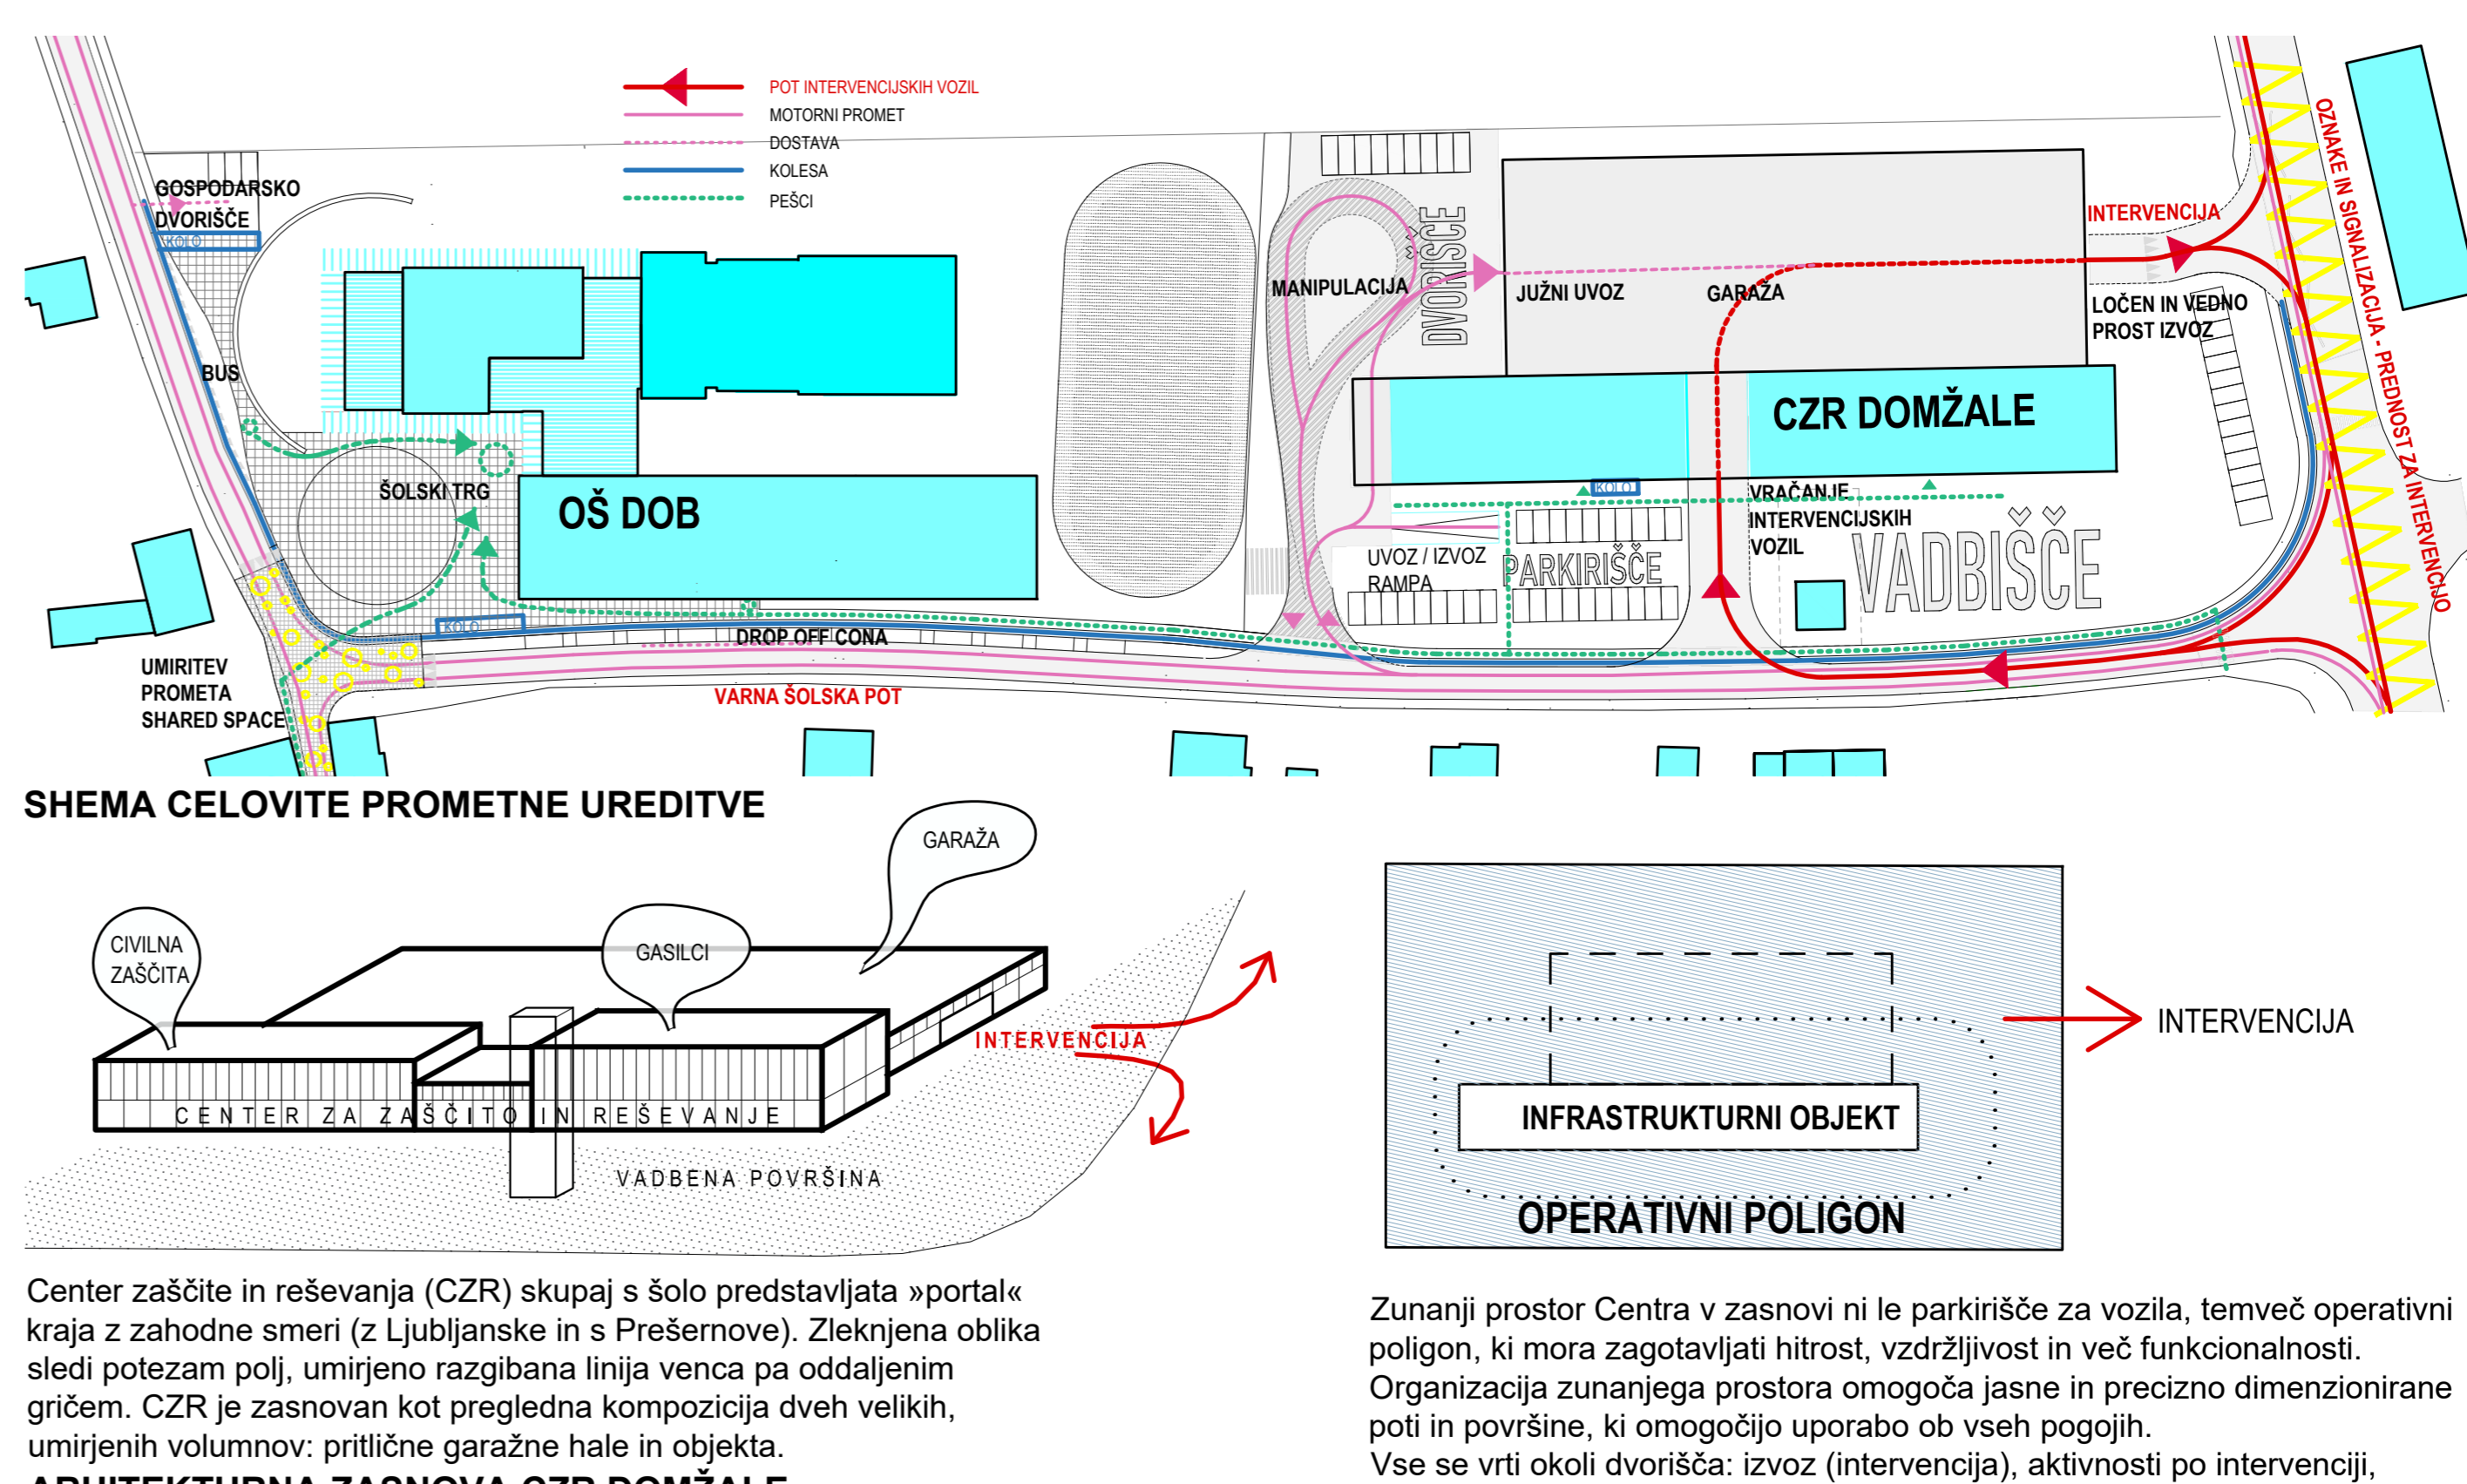 POT INTERVENCIJSKIH VOZIL
MOTORNI PROMET
DOSTAVA
KOLESA
PEŠCI
GOSPODARSKO
DVORIŠČE
KOLO
BUS
ŠOLSKI TRG
OŠ DOB
KOLO
DROP OFF CONA
UMIRITEV
PROMETA
SHARED SPACE
VARNA ŠOLSKA POT
MANIPULACIJA
DVORIŠČE
JUŽNI UVOZ
GARAŽA
INTERVENCIJA
LOČEN IN VEDNO
PROST IZVOZ
OZNAKE IN SIGNALIZACIJA - PREDNOST ZA INTERVENCIJO
CZR DOMŽALE
KOLO
VRAČANJE
INTERVENCIJSKIH
VOZIL
UVOZ / IZVOZ
RAMPA
PARKIRIŠČE
VADBIŠČE
SHEMA CELOVITE PROMETNE UREDITVE
GARAŽA
CIVILNA
ZAŠČITA
GASILCI
INTERVENCIJA
CENTER ZA ZAŠČITO IN REŠEVANJE
VADBENA POVRŠINA
INTERVENCIJA
INFRASTRUKTURNI OBJEKT
OPERATIVNI POLIGON
Center zaščite in reševanja (CZR) skupaj s šolo predstavljata »portal«
kraja z zahodne smeri (z Ljubljanske in s Prešernove). Zleknjena oblika
sledi potezam polj, umirjeno razgibana linija venca pa oddaljenim
gričem. CZR je zasnovan kot pregledna kompozicija dveh velikih,
umirjenih volumnov: pritlične garažne hale in objekta.
ARHITEKTURNA ZASNOVA CZR DOMŽALE
Zunanji prostor Centra v zasnovi ni le parkirišče za vozila, temveč operativni
poligon, ki mora zagotavljati hitrost, vzdržljivost in več funkcionalnosti.
Organizacija zunanjega prostora omogoča jasne in precizno dimenzionirane
poti in površine, ki omogočijo uporabo ob vseh pogojih.
Vse se vrti okoli dvorišča: izvoz (intervencija), aktivnosti po intervenciji,